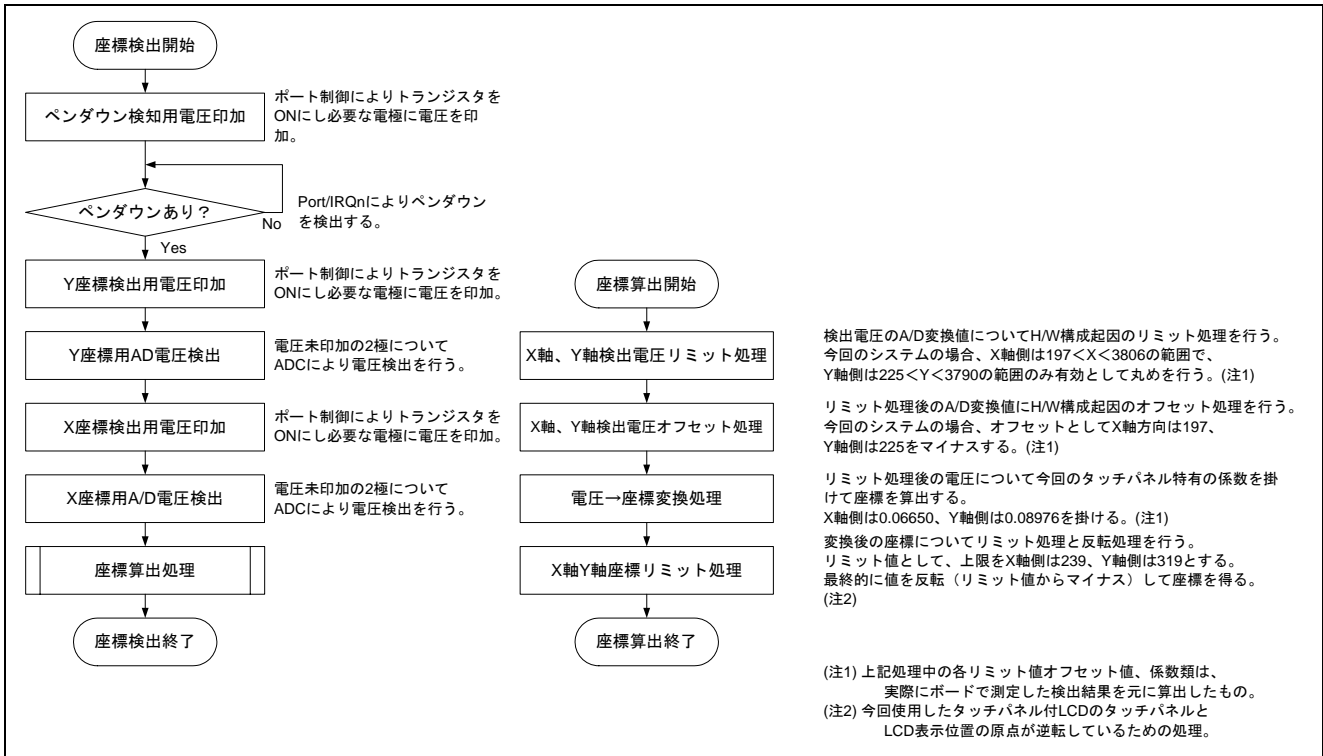 座標検出開始
ペンダウン検知用電圧印加
ポート制御によりトランジスタを
ONにし必要な電極に電圧を印
加。
ペンダウンあり？
No
Port/IRQnによりペンダウン
を検出する。
Yes
Y座標検出用電圧印加
ポート制御によりトランジスタを
ONにし必要な電極に電圧を印加。
Y座標用AD電圧検出
電圧未印加の2極について
ADCにより電圧検出を行う。
X座標検出用電圧印加
ポート制御によりトランジスタを
ONにし必要な電極に電圧を印加。
X座標用A/D電圧検出
電圧未印加の2極について
ADCにより電圧検出を行う。
座標算出処理
座標検出終了
座標算出開始
X軸、Y軸検出電圧リミット処理
検出電圧のA/D変換値についてH/W構成起因のリミット処理を行う。
今回のシステムの場合、X軸側は197＜X＜3806の範囲で、
Y軸側は225＜Y＜3790の範囲のみ有効として丸めを行う。(注1)
X軸、Y軸検出電圧オフセット処理
リミット処理後のA/D変換値にH/W構成起因のオフセット処理を行う。
今回のシステムの場合、オフセットとしてX軸方向は197、
Y軸側は225をマイナスする。(注1)
電圧→座標変換処理
リミット処理後の電圧について今回のタッチパネル特有の係数を掛
けて座標を算出する。
X軸側は0.06650、Y軸側は0.08976を掛ける。(注1)
X軸Y軸座標リミット処理
変換後の座標についてリミット処理と反転処理を行う。
リミット値として、上限をX軸側は239、Y軸側は319とする。
最終的に値を反転（リミット値からマイナス）して座標を得る。
(注2)
座標算出終了
(注1) 上記処理中の各リミット値オフセット値、係数類は、
実際にボードで測定した検出結果を元に算出したもの。
(注2) 今回使用したタッチパネル付LCDのタッチパネルと
LCD表示位置の原点が逆転しているための処理。